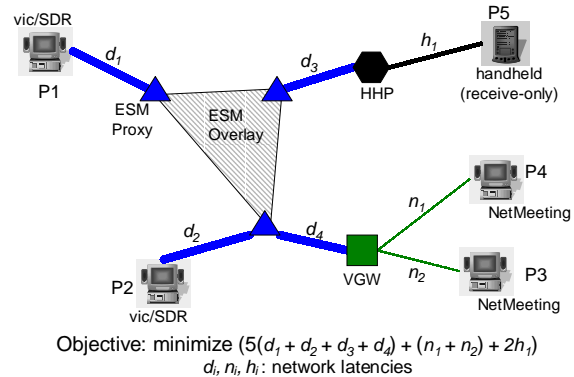 vic/SDR
P1
d1
ESM
Proxy
ESM
Overlay
d3
HHP
h1
P5
handheld
(receive-only)
d2
P2
vic/SDR
d4
VGW
n1
n2
P4
NetMeeting
P3
NetMeeting
Objective: minimize (5(d1 + d2 + d3 + d4) + (n1 + n2) + 2h1)
di, ni, hi: network latencies